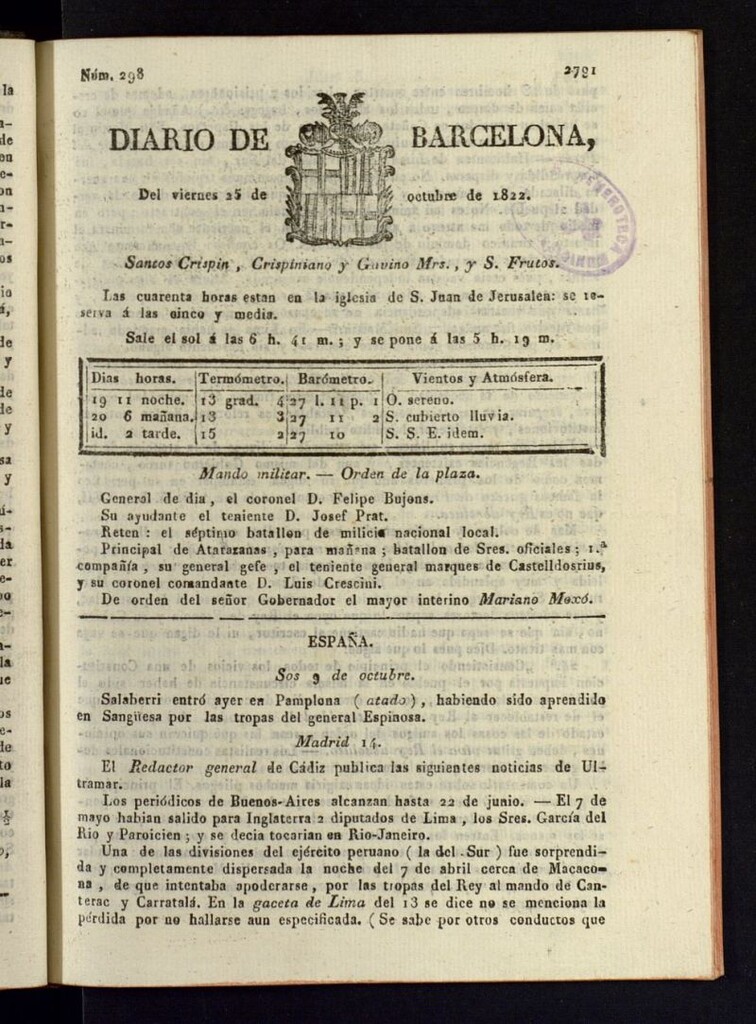 Núm. 298 2791
DIARIO DE BARCELONA,
Del viernes 25 de octubre de 1822.
Santos Crispin, Crispiniano y Gavino Mrs., y S. Frutos.
Las cuarenta horas estan en la iglesia de S. Juan de Jerusalen: se re-
serva á las cinco y media.
Sale el sol á las 6 h. 41 m.; y se pone á las 5 h. 19 m.
Dias horas. Termómetro. Barómetro. Vientos y Atmósfera.
19 11 noche. 13 grad. 4 27 l. 11 p. 1 O. sereno.
20 6 mañana. 13 3 27 11 2 S. cubierto lluvia.
id. 2 tarde. 15 2 27 10 S. S. E. idem.
Mando militar. — Orden de la plaza.
General de dia, el coronel D. Felipe Bujons.
Su ayudante el teniente D. Josef Prat.
Reten: el séptimo batallon de milicia nacional local.
Principal de Atarazanas, para mañana; batallon de Sres. oficiales; 1.ª
compañía, su general gefe, el teniente general marques de Castelldosrius,
y su coronel comandante D. Luis Crescini.
De orden del señor Gobernador el mayor interino Mariano Moxó.
ESPAÑA.
Sos 9 de octubre.
Salaberri entró ayer en Pamplona (atado), habiendo sido aprendido
en Sangüesa por las tropas del general Espinosa.
Madrid 14.
El Redactor general de Cádiz publica las siguientes noticias de Ul-
tramar.
Los periódicos de Buenos-Aires alcanzan hasta 22 de junio. — El 7 de
mayo habian salido para Inglaterra 2 diputados de Lima, los Sres. García del
Rio y Paroicien; y se decia tocarian en Rio-Janeiro.
Una de las divisiones del ejército peruano (la del Sur) fue sorprendi-
da y completamente dispersada la noche del 7 de abril cerca de Macaco-
na, de que intentaba apoderarse, por las tropas del Rey al mando de Can-
terac y Carratalá. En la gaceta de Lima del 13 se dice no se menciona la
pérdida por no hallarse aun especificada. (Se sabe por otros conductos que